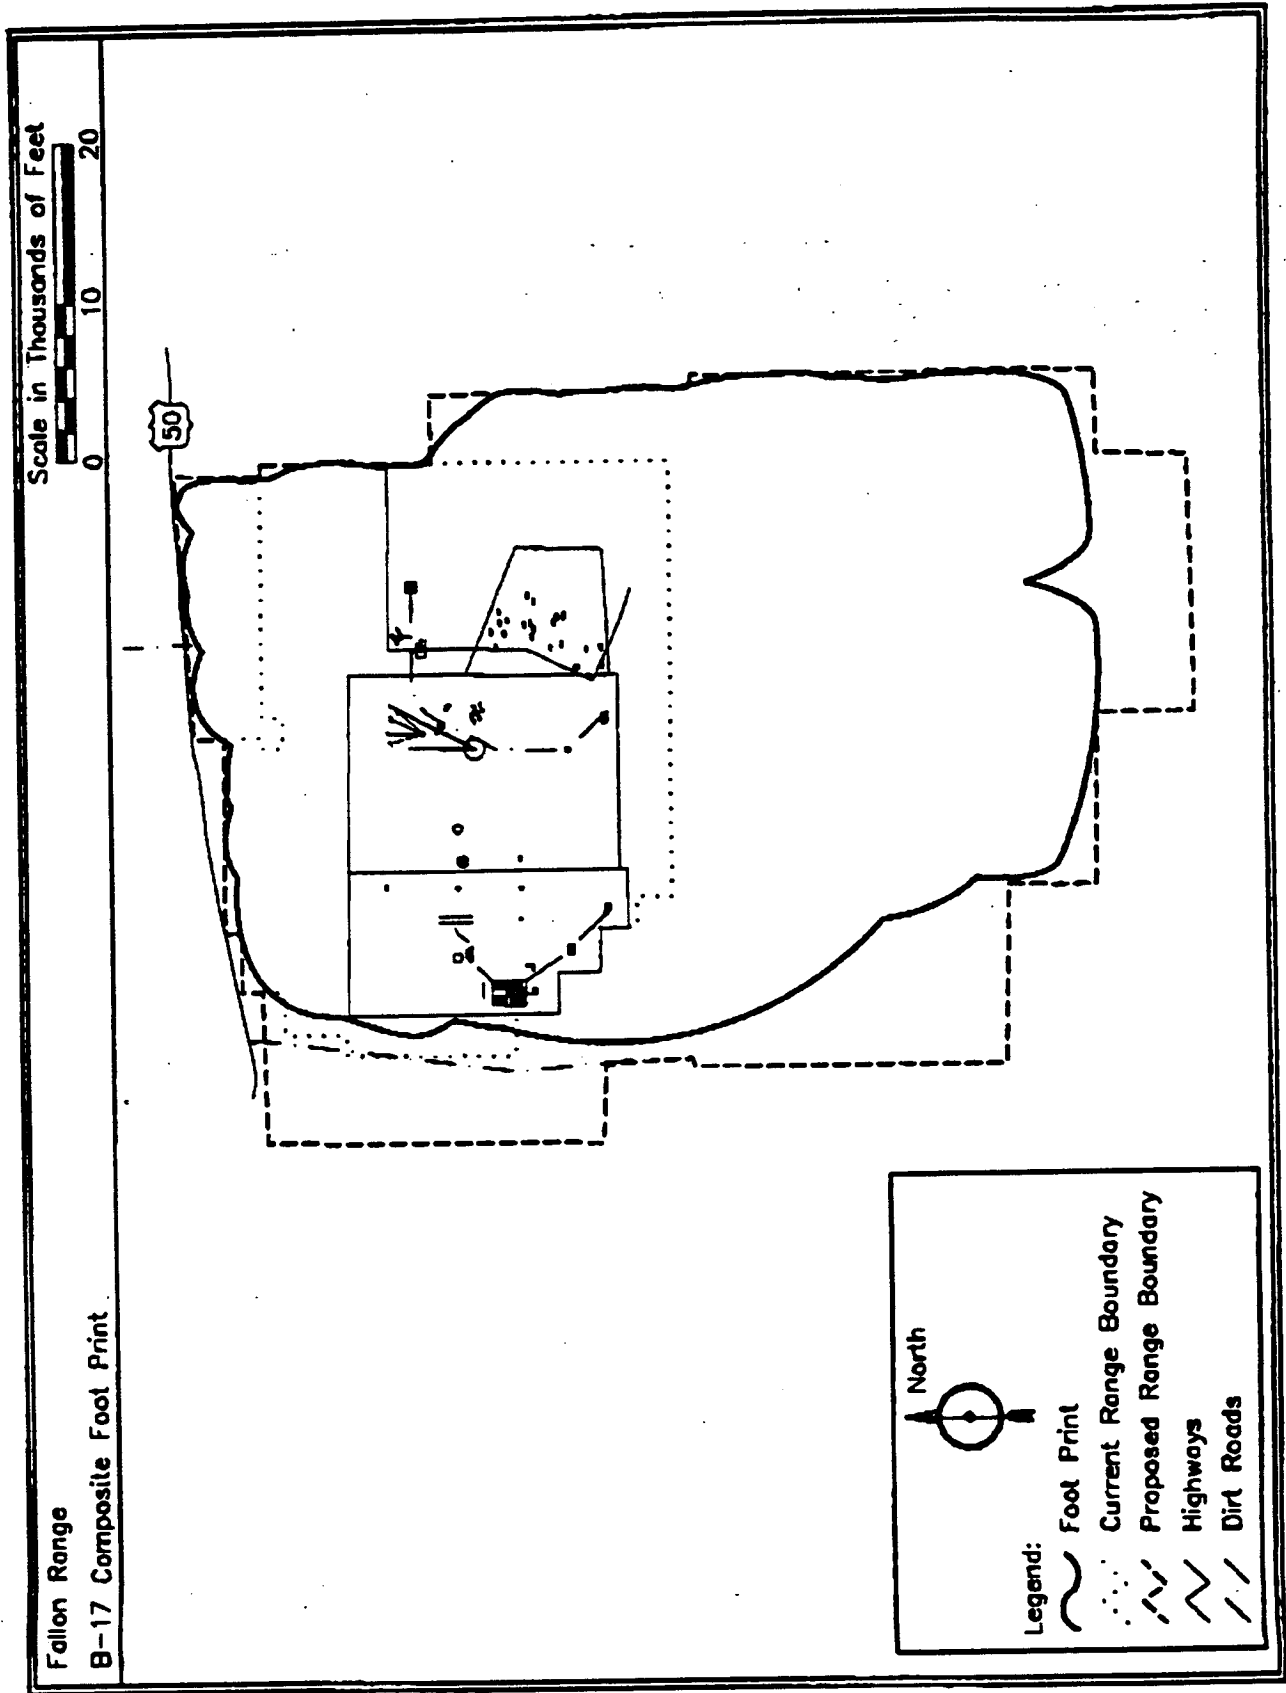 Fallon Range
B-17 Composite Foot Print
Scale in Thousands of Feet
0 10 20
50
North
Legend:
Foot Print
Current Range Boundary
Proposed Range Boundary
Highways
Dirt Roads